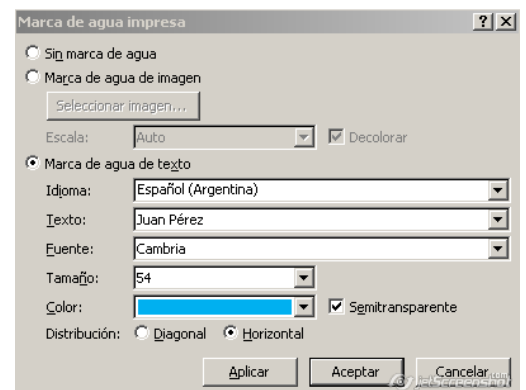 Marca de agua impresa
Sin marca de agua
Marca de agua de imagen
Seleccionar imagen...
Escala: Auto Decolorar
Marca de agua de texto
Idioma: Español (Argentina)
Texto: Juan Pérez
Fuente: Cambria
Tamaño: 54
Color: Semitransparente
Distribución: Diagonal Horizontal
Aplicar Aceptar Cancelar